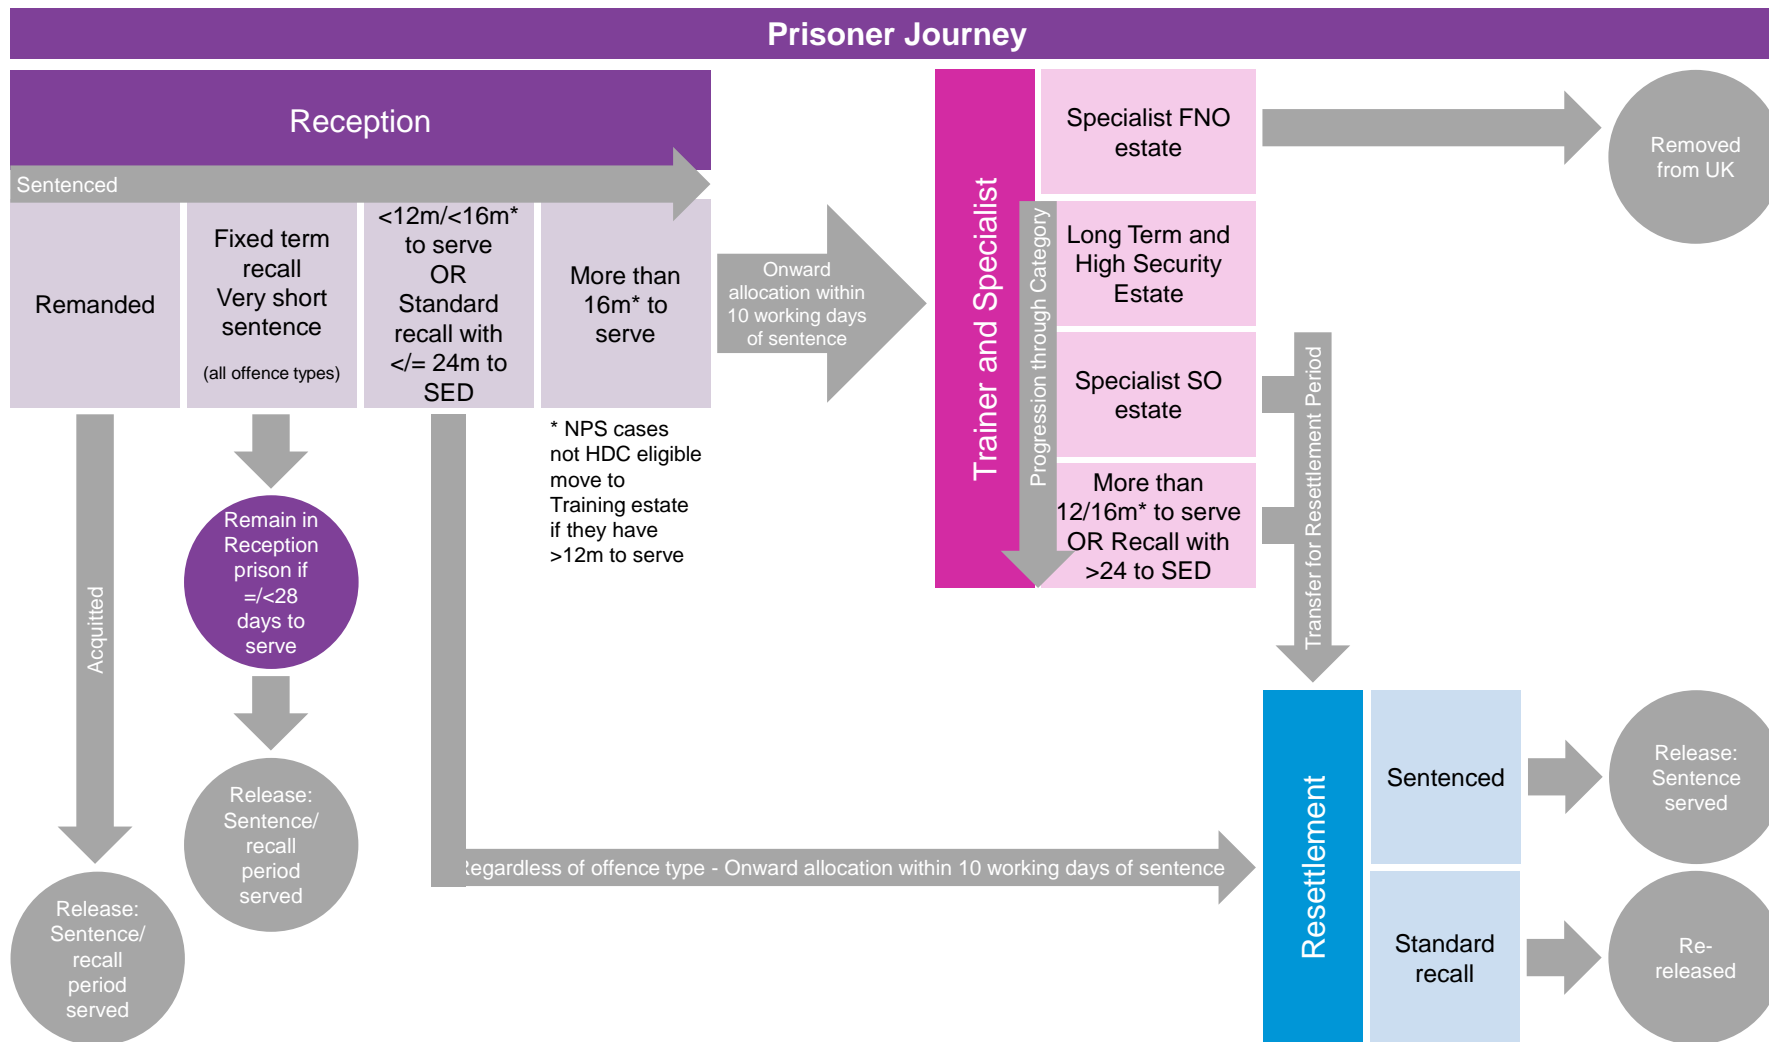 Prisoner Journey
Reception
Sentenced
Remanded
Fixed term
recall
Very short
sentence
(all offence types)
<12m/<16m*
to serve
OR
Standard
recall with
</= 24m to
SED
More than
16m* to
serve
* NPS cases
not HDC eligible
move to
Training estate
if they have
>12m to serve
Onward
allocation within
10 working days
of sentence
Acquitted
Remain in
Reception
prison if
=/<28
days to
serve
Release:
Sentence/
recall
period
served
Release:
Sentence/
recall
period
served
Trainer and Specialist
Progression through Category
Specialist FNO
estate
Long Term and
High Security
Estate
Specialist SO
estate
More than
12/16m* to serve
OR Recall with
>24 to SED
Removed
from UK
Transfer for Resettlement Period
Regardless of offence type - Onward allocation within 10 working days of sentence
Resettlement
Sentenced
Release:
Sentence
served
Standard
recall
Re-
released